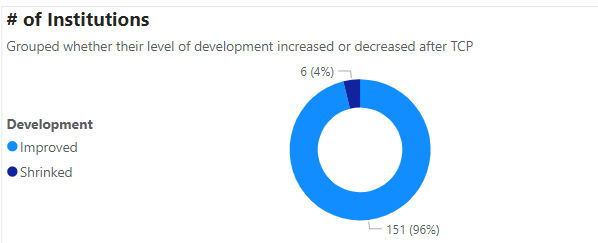 # of Institutions
Grouped whether their level of development increased or decreased after TCP
6 (4%)
Development
Improved
Shrinked
151 (96%)